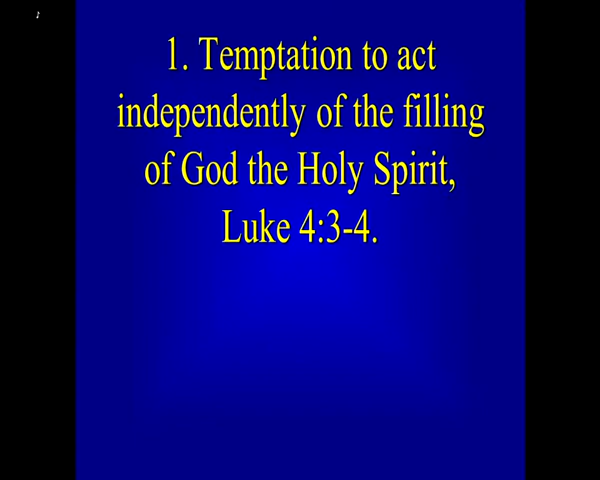 1. Temptation to act
independently of the filling
of God the Holy Spirit,
Luke 4:3-4.